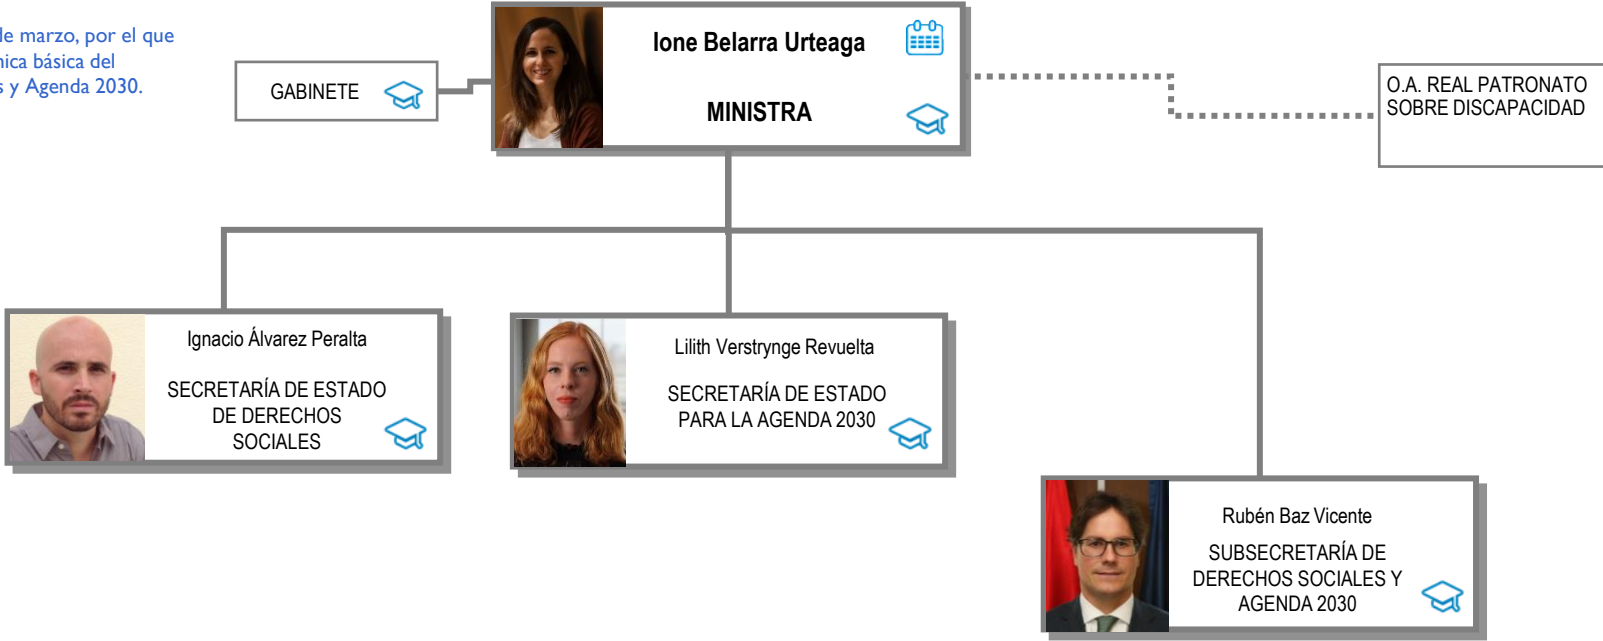 de marzo, por el que
nica básica del
s y Agenda 2030.
GABINETE
Ione Belarra Urteaga
MINISTRA
O.A. REAL PATRONATO
SOBRE DISCAPACIDAD
Ignacio Álvarez Peralta
SECRETARÍA DE ESTADO
DE DERECHOS
SOCIALES
Lilith Verstrynge Revuelta
SECRETARÍA DE ESTADO
PARA LA AGENDA 2030
Rubén Baz Vicente
SUBSECRETARÍA DE
DERECHOS SOCIALES Y
AGENDA 2030